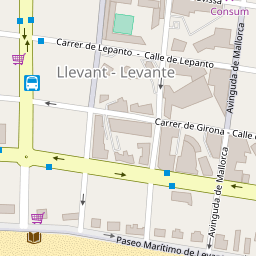 Consum
Carrer de Lepanto - Calle de Lepanto
Llevant - Levante
Avinguda de Mallorca
Carrer de Girona - Calle d
Avinguda de Mallorca
Paseo Marítimo de Leva